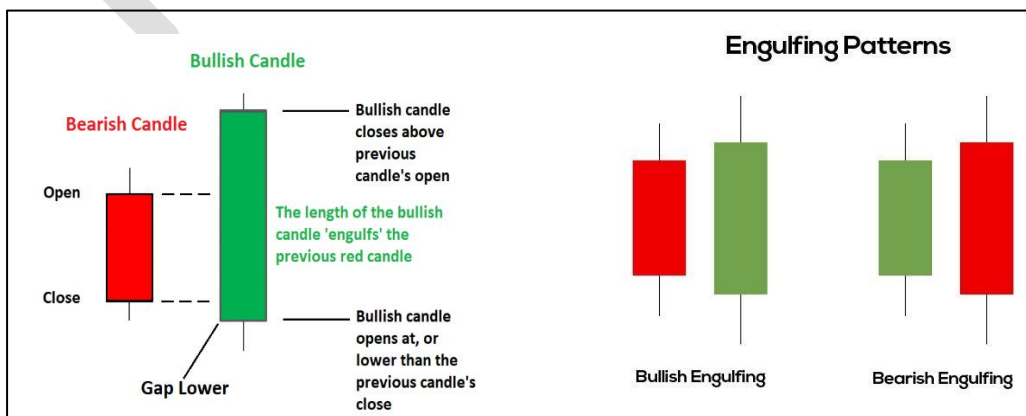 Bullish Candle
Bearish Candle
Open
Close
Gap Lower
Bullish candle
closes above
previous
candle's open
The length of the bullish
candle 'engulfs' the
previous red candle
Bullish candle
opens at, or
lower than the
previous candle's
close
Engulfing Patterns
Bullish Engulfing
Bearish Engulfing